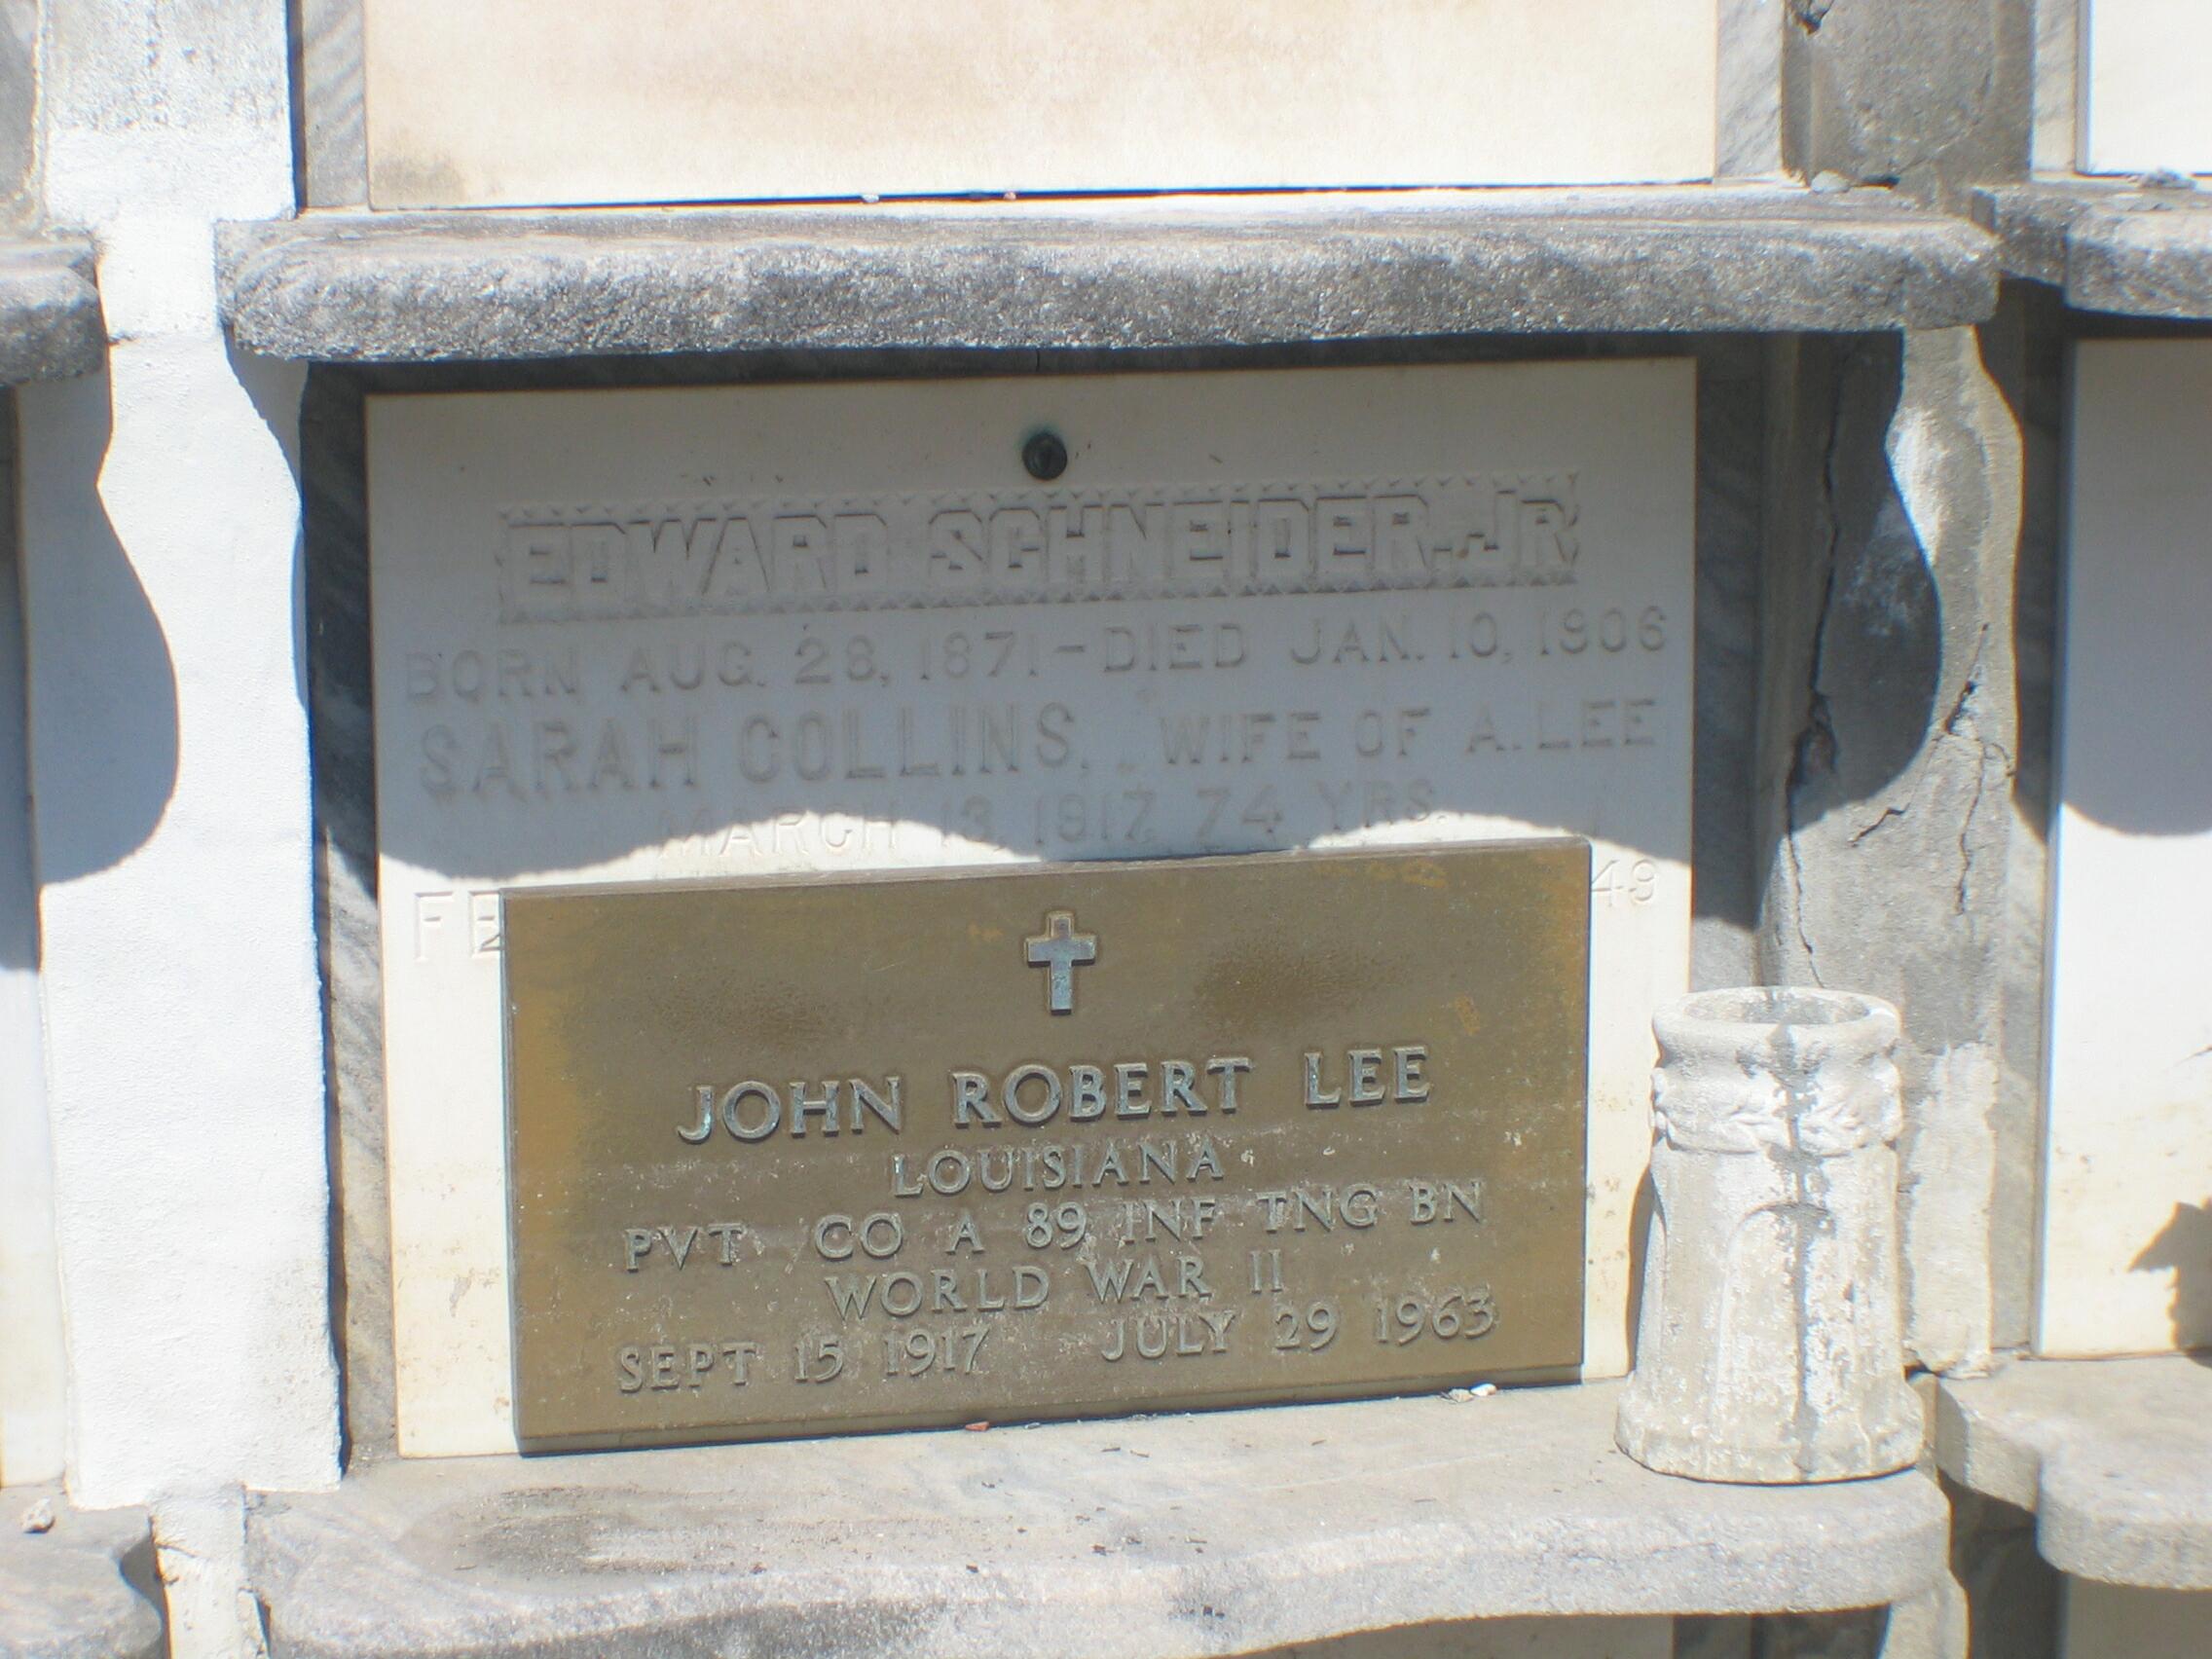 EDWARD SCHNEIDER, JR
BORN AUG. 28, 1871 - DIED JAN. 10, 1906
SARAH COLLINS, WIFE OF A. LEE
MARCH 13, 1917, 74 YRS.
FE 49
JOHN ROBERT LEE
LOUISIANA
PVT CO A 89 INF TNG BN
WORLD WAR II
SEPT 15 1917 JULY 29 1963